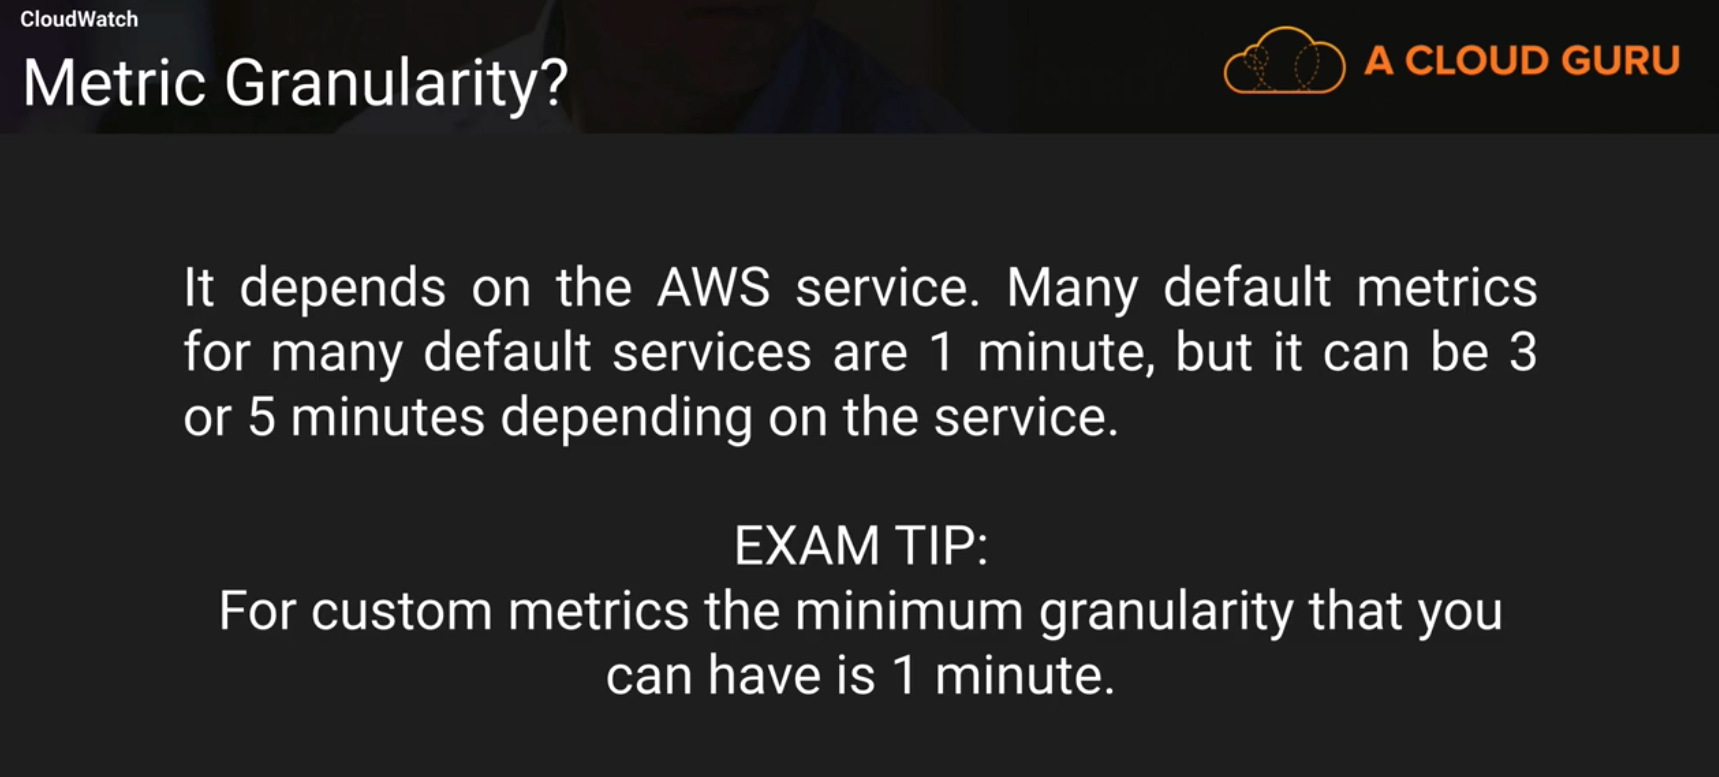 CloudWatch
Metric Granularity?
A CLOUD GURU
It depends on the AWS service. Many default metrics
for many default services are 1 minute, but it can be 3
or 5 minutes depending on the service.
EXAM TIP:
For custom metrics the minimum granularity that you
can have is 1 minute.